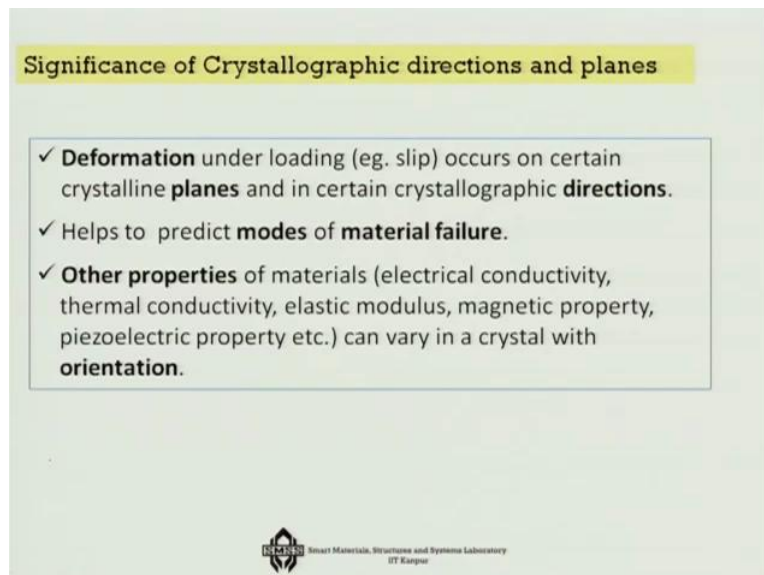 Significance of Crystallographic directions and planes
✓ Deformation under loading (eg. slip) occurs on certain
crystalline planes and in certain crystallographic directions.
✓ Helps to predict modes of material failure.
✓ Other properties of materials (electrical conductivity,
thermal conductivity, elastic modulus, magnetic property,
piezoelectric property etc.) can vary in a crystal with
orientation.
SMSS Smart Materials, Structures and Systems Laboratory
IIT Kanpur